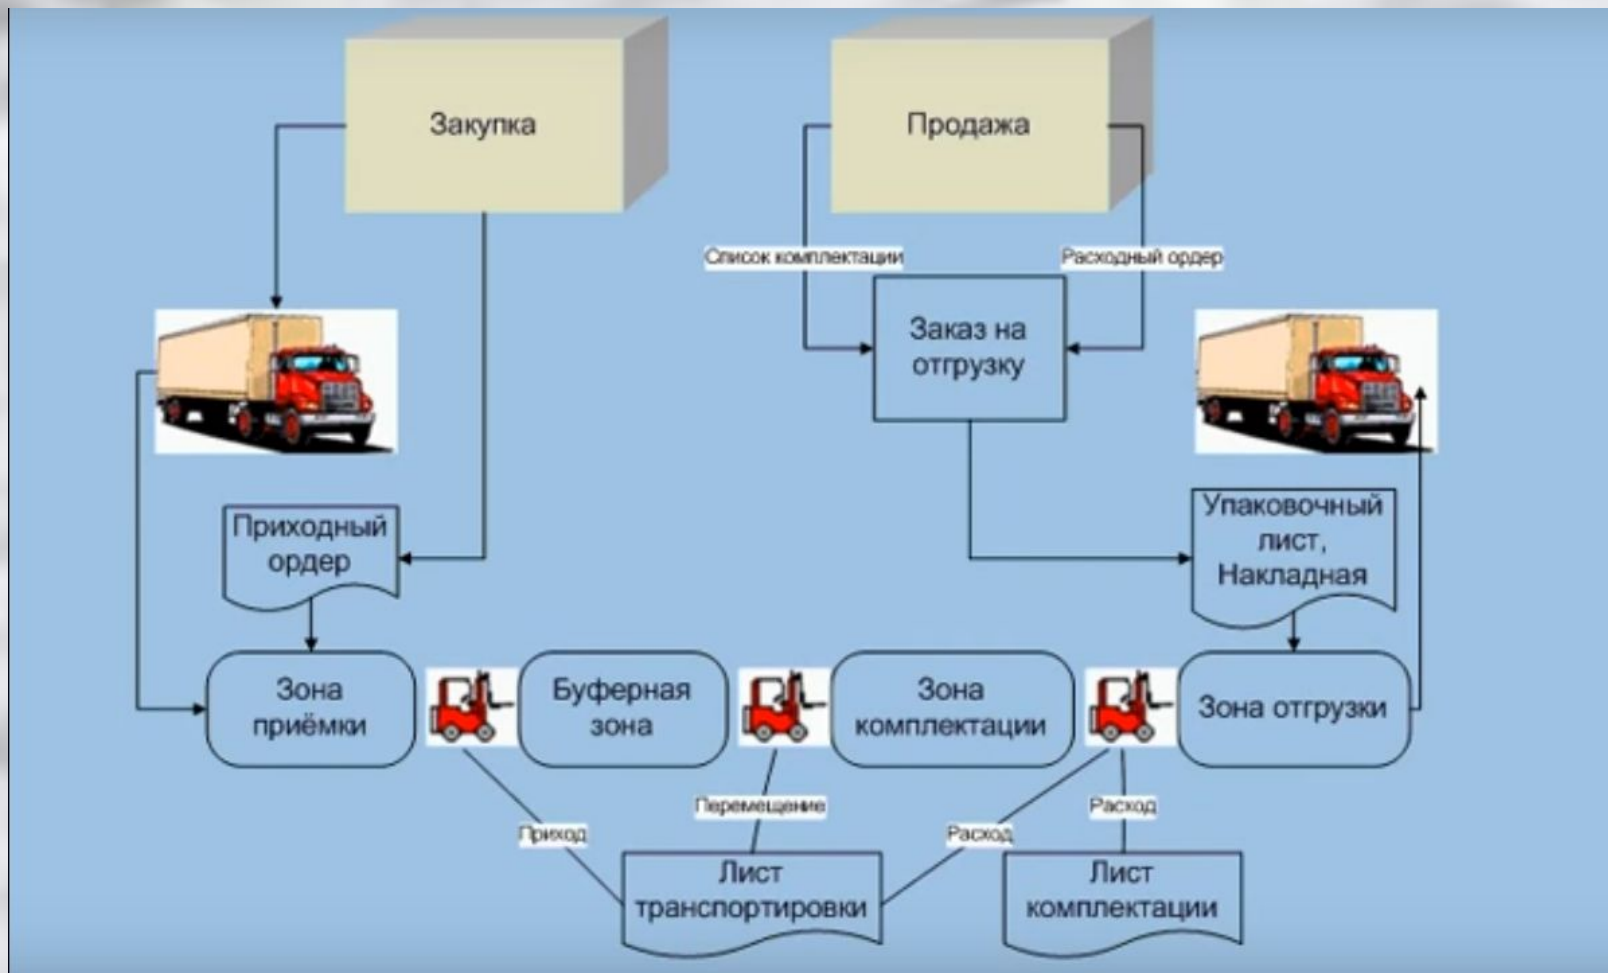 Закупка
Продажа
Список комплектации
Расходный ордер
Заказ на
отгрузку
Приходный
ордер
Упаковочный
лист,
Накладная
Зона
приёмки
Буферная
зона
Зона
комплектации
Зона отгрузки
Приход
Перемещение
Расход
Расход
Лист
транспортировки
Лист
комплектации